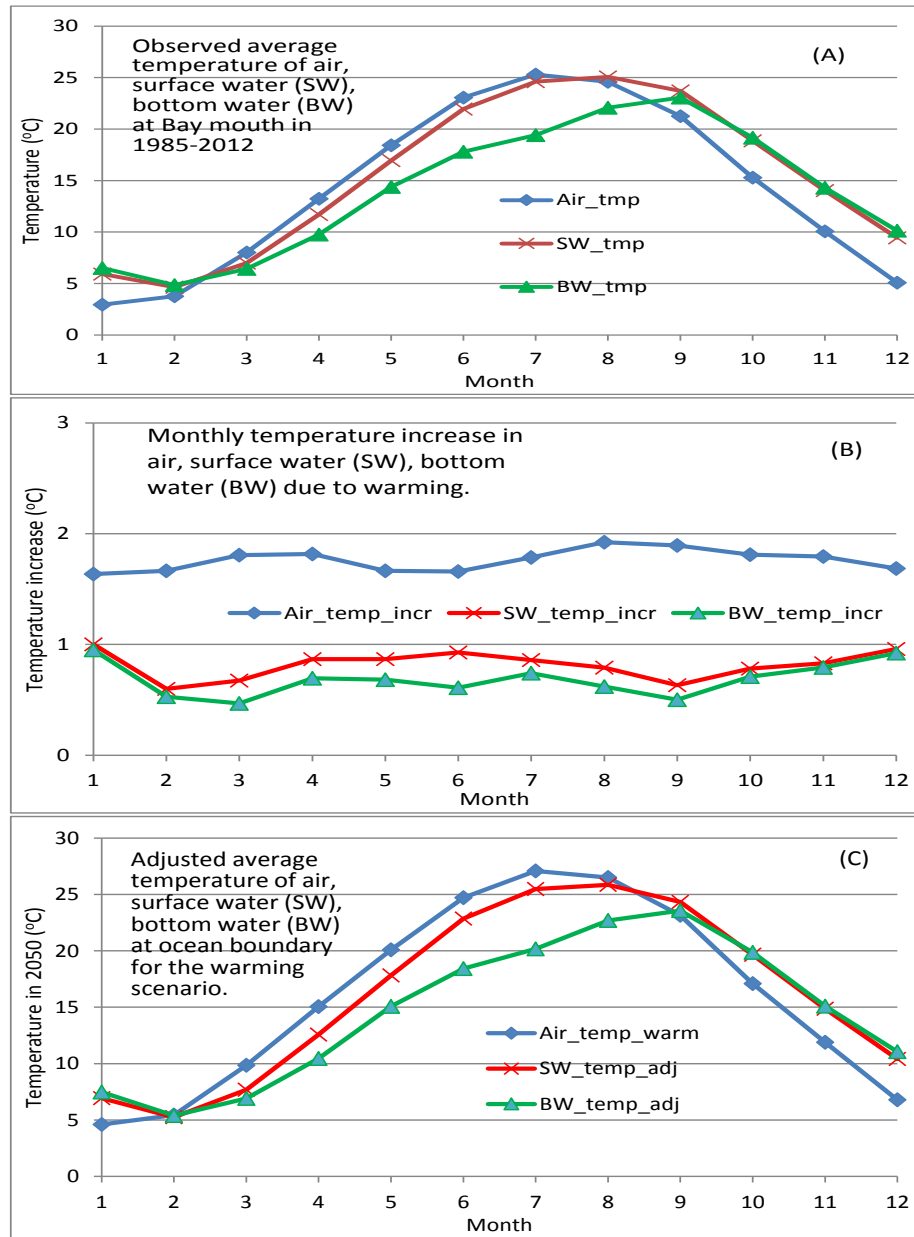 30
25
20
15
10
5
0
Temperature (ºC)
Observed average
temperature of air,
surface water (SW),
bottom water (BW)
at Bay mouth in
1985-2012
(A)
Air_tmp
SW_tmp
BW_tmp
1 2 3 4 5 6 7 8 9 10 11 12
Month
3
2
1
0
Temperature increase (ºC)
Monthly temperature increase in
air, surface water (SW), bottom
water (BW) due to warming.
(B)
Air_temp_incr SW_temp_incr BW_temp_incr
1 2 3 4 5 6 7 8 9 10 11 12
Month
30
25
20
15
10
5
0
Temperature in 2050 (ºC)
Adjusted average
temperature of air,
surface water (SW),
bottom water (BW)
at ocean boundary
for the warming
scenario.
(C)
Air_temp_warm
SW_temp_adj
BW_temp_adj
1 2 3 4 5 6 7 8 9 10 11 12
Month